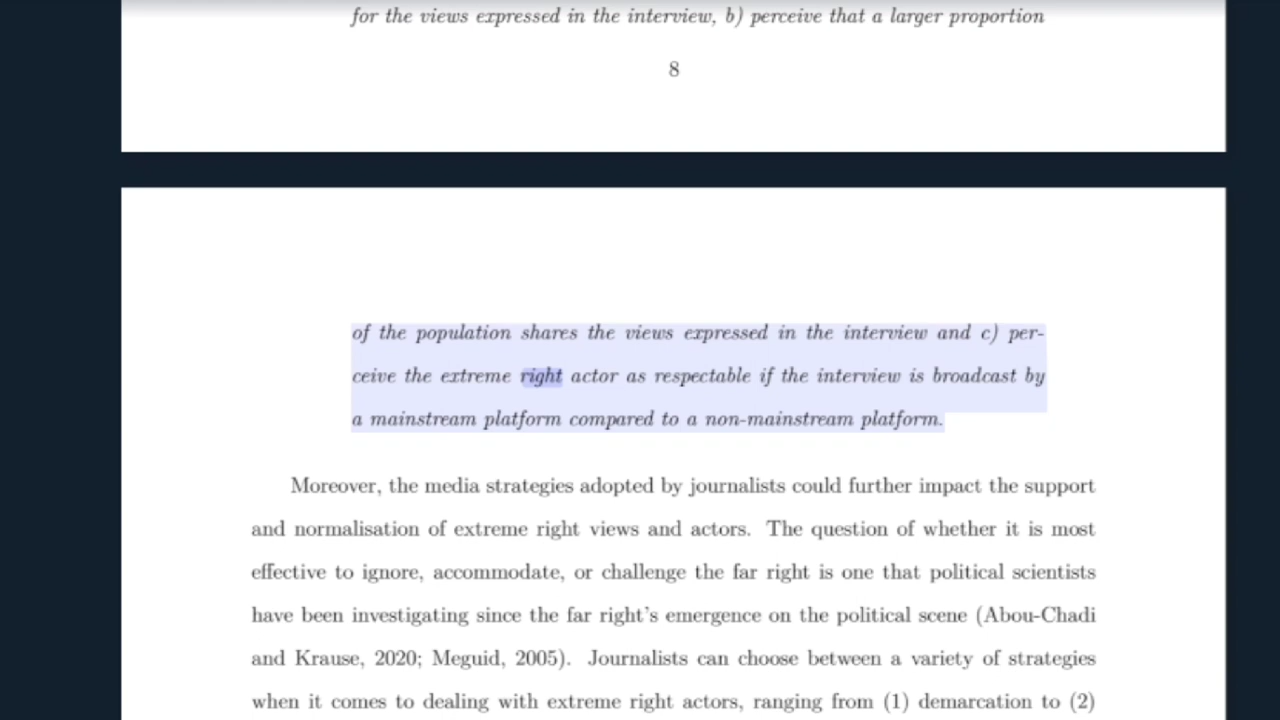 for the views expressed in the interview, b) perceive that a larger proportion
8
of the population shares the views expressed in the interview and c) per-
ceive the extreme right actor as respectable if the interview is broadcast by
a mainstream platform compared to a non-mainstream platform.
Moreover, the media strategies adopted by journalists could further impact the support
and normalisation of extreme right views and actors. The question of whether it is most
effective to ignore, accommodate, or challenge the far right is one that political scientists
have been investigating since the far right's emergence on the political scene (Abou-Chadi
and Krause, 2020; Meguid, 2005). Journalists can choose between a variety of strategies
when it comes to dealing with extreme right actors, ranging from (1) demarcation to (2)